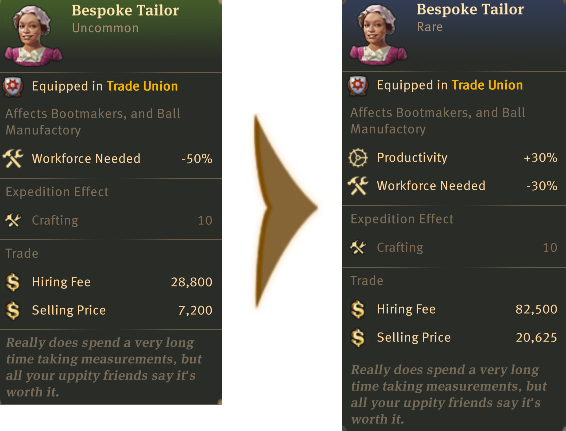 Bespoke Tailor
Uncommon
Equipped in Trade Union
Affects Bootmakers, and Ball
Manufactory
Workforce Needed -50%
Expedition Effect
Crafting 10
Trade
Hiring Fee 28,800
Selling Price 7,200
Really does spend a very long
time taking measurements, but
all your uppity friends say it's
worth it.
Bespoke Tailor
Rare
Equipped in Trade Union
Affects Bootmakers, and Ball
Manufactory
Productivity +30%
Workforce Needed -30%
Expedition Effect
Crafting 10
Trade
Hiring Fee 82,500
Selling Price 20,625
Really does spend a very long
time taking measurements, but
all your uppity friends say it's
worth it.